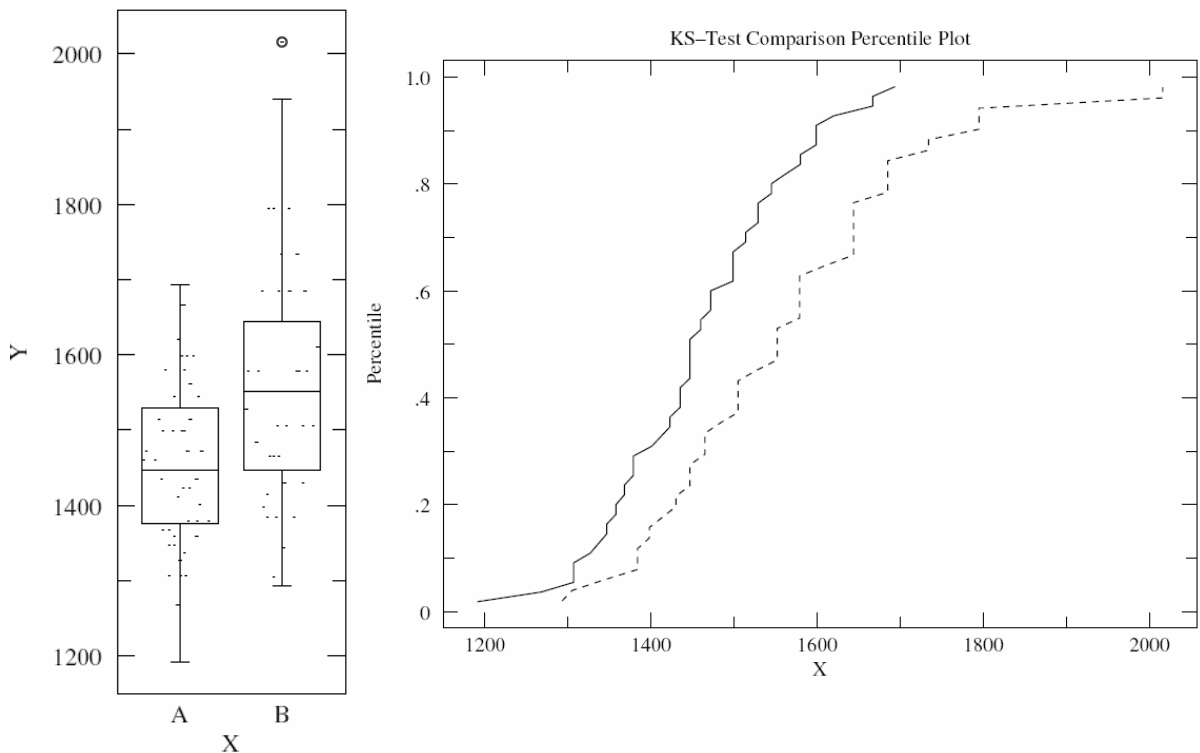 2000
1800
1600
1400
1200
Y
A B
X
KS–Test Comparison Percentile Plot
1.0
.8
.6
.4
.2
0
Percentile
1200 1400 1600 1800 2000
X